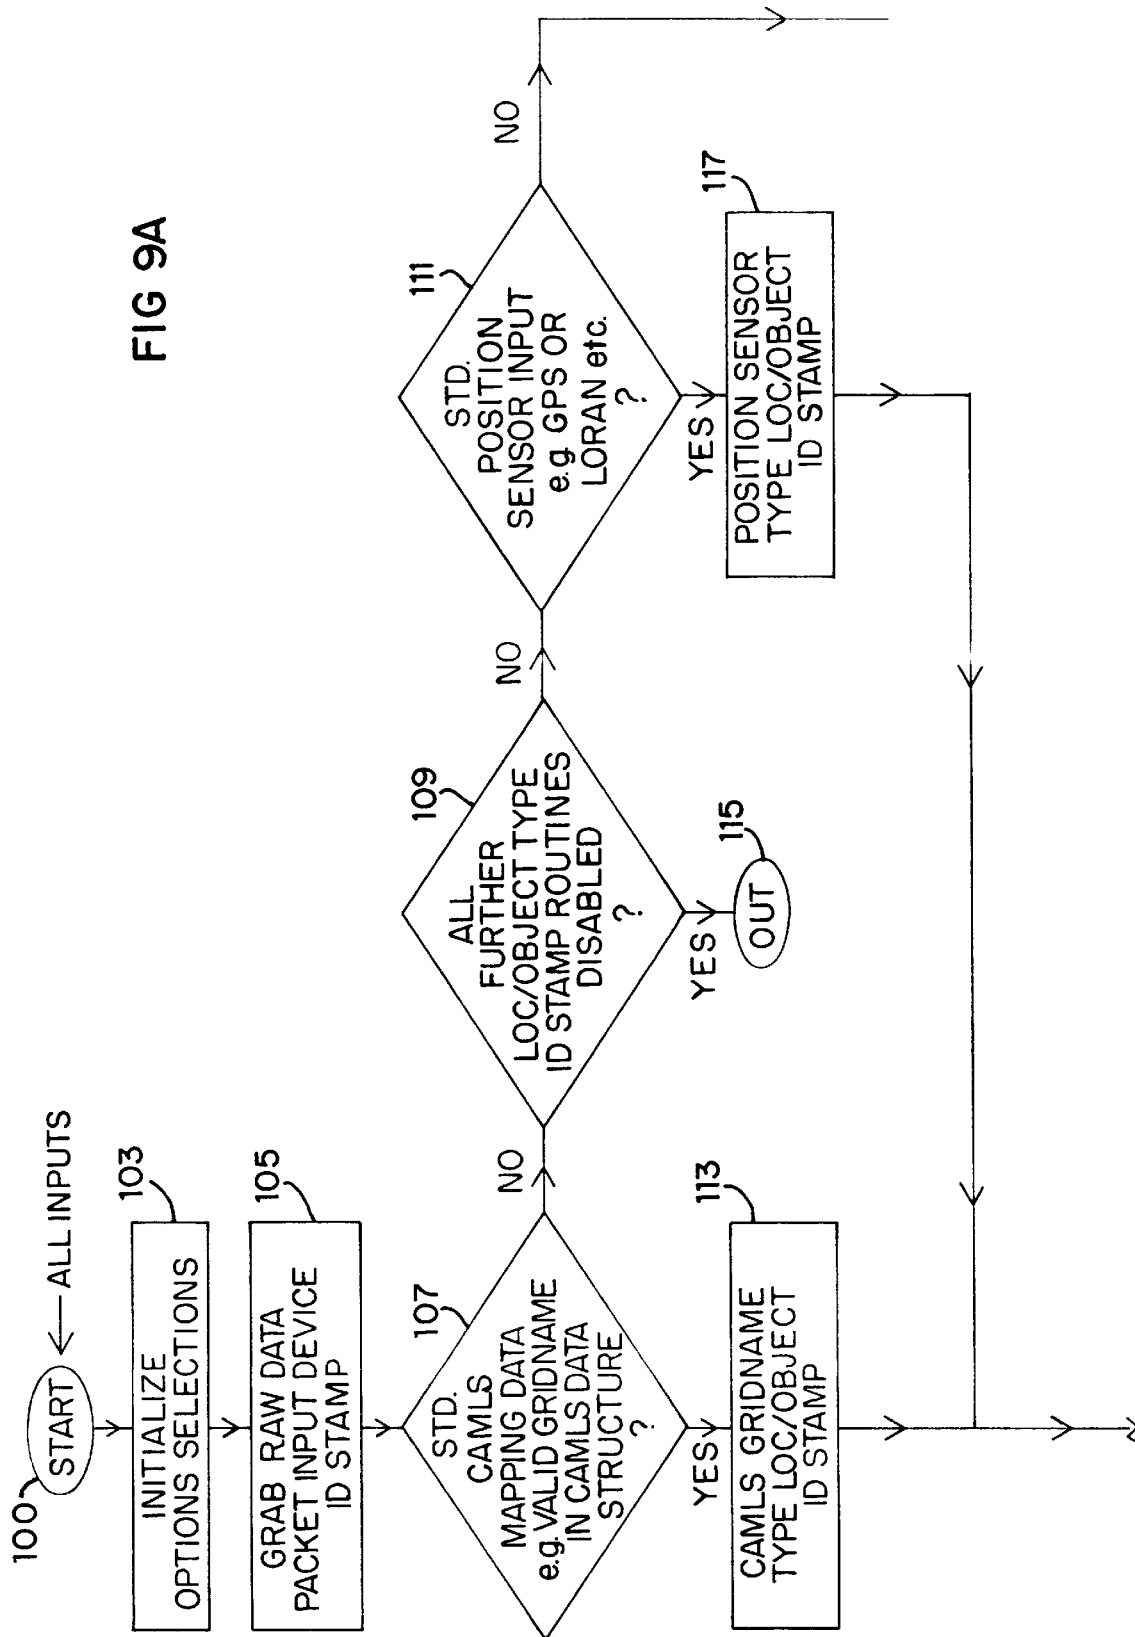 FIG 9A
100
START
ALL INPUTS
103
INITIALIZE
OPTIONS SELECTIONS
105
GRAB RAW DATA
PACKET INPUT DEVICE
ID STAMP
107
STD.
CAMLS
MAPPING DATA
e.g. VALID GRIDNAME
IN CAMLS DATA
STRUCTURE
?
NO
YES
113
CAMLS GRIDNAME
TYPE LOC/OBJECT
ID STAMP
109
ALL
FURTHER
LOC/OBJECT TYPE
ID STAMP ROUTINES
DISABLED
?
NO
YES
115
OUT
111
STD.
POSITION
SENSOR INPUT
e.g. GPS OR
LORAN etc.
?
NO
YES
117
POSITION SENSOR
TYPE LOC/OBJECT
ID STAMP